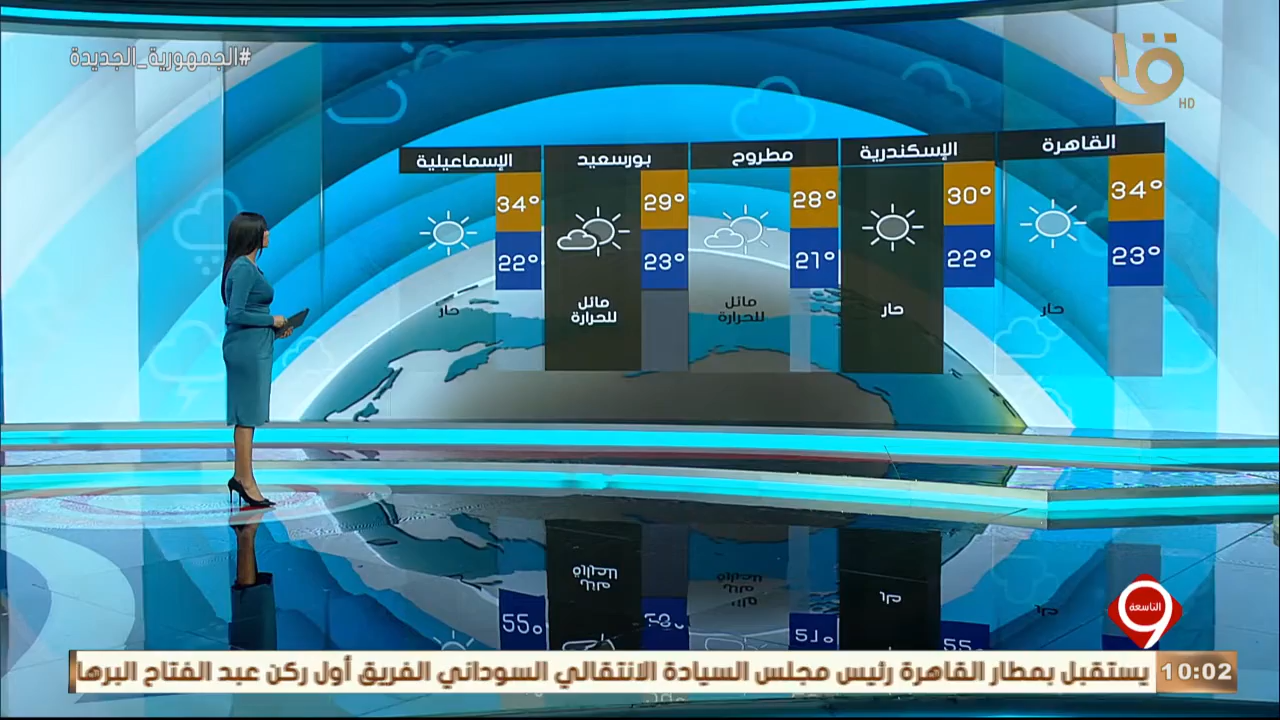 #الجمهورية_الجديدة
HD
القاهرة
34°
23°
حار
الإسكندرية
30°
22°
حار
مطروح
28°
21°
مائل
للحرارة
بورسعيد
29°
23°
مائل
للحرارة
الإسماعيلية
34°
22°
حار
التاسعة
9
10:02
يستقبل بمطار القاهرة رئيس مجلس السيادة الانتقالي السوداني الفريق أول ركن عبد الفتاح البرها